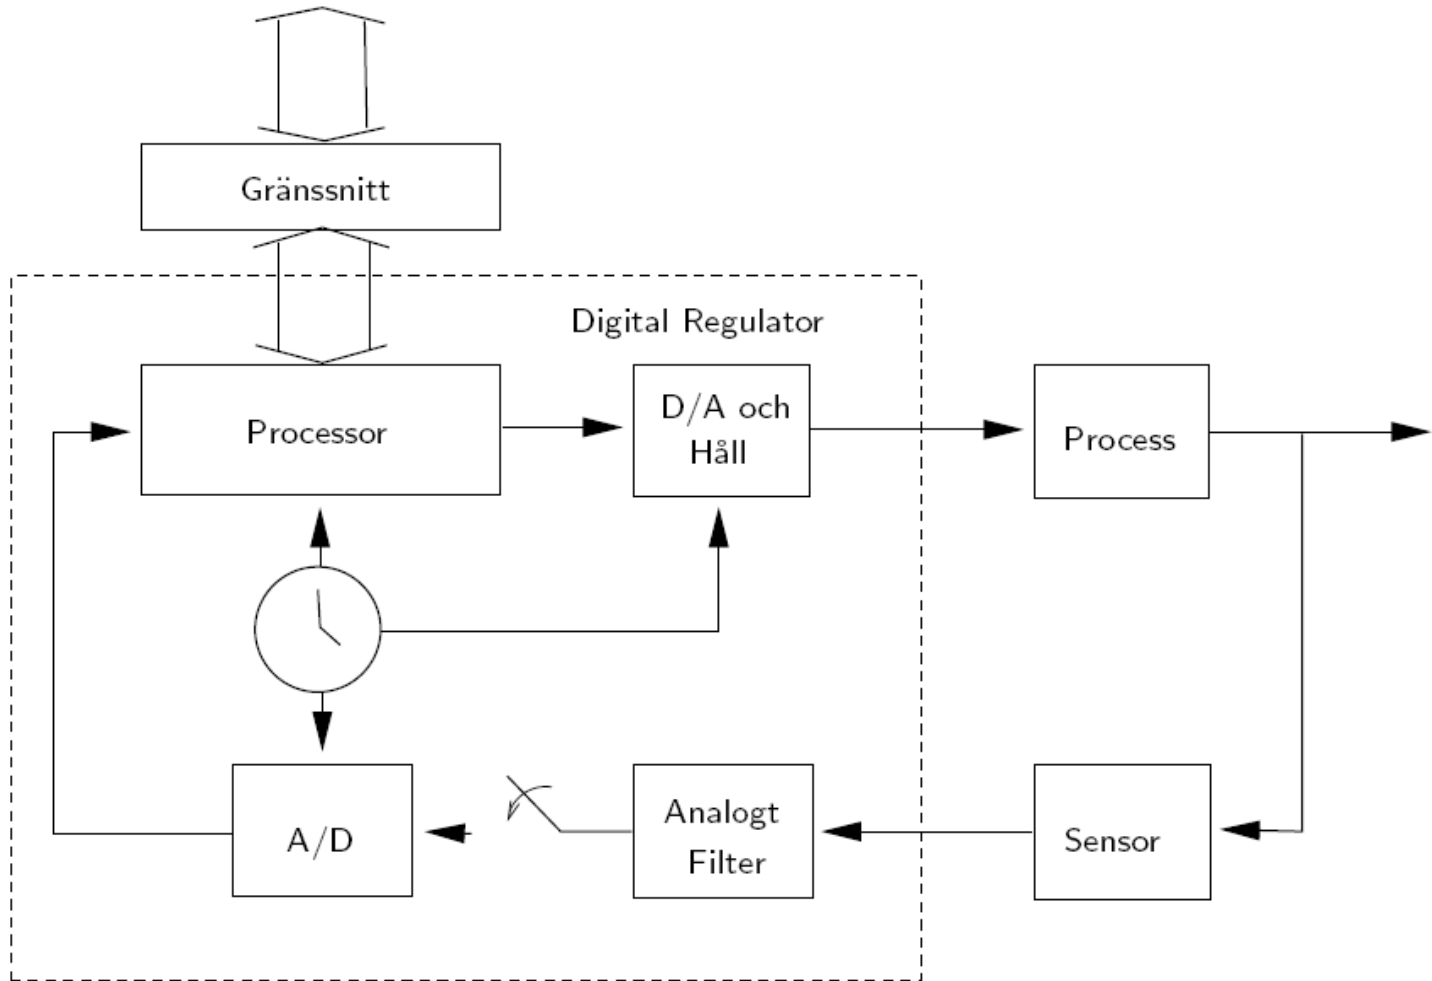 Gränssnitt
Digital Regulator
Processor
D/A och
Håll
Process
A/D
Analogt
Filter
Sensor